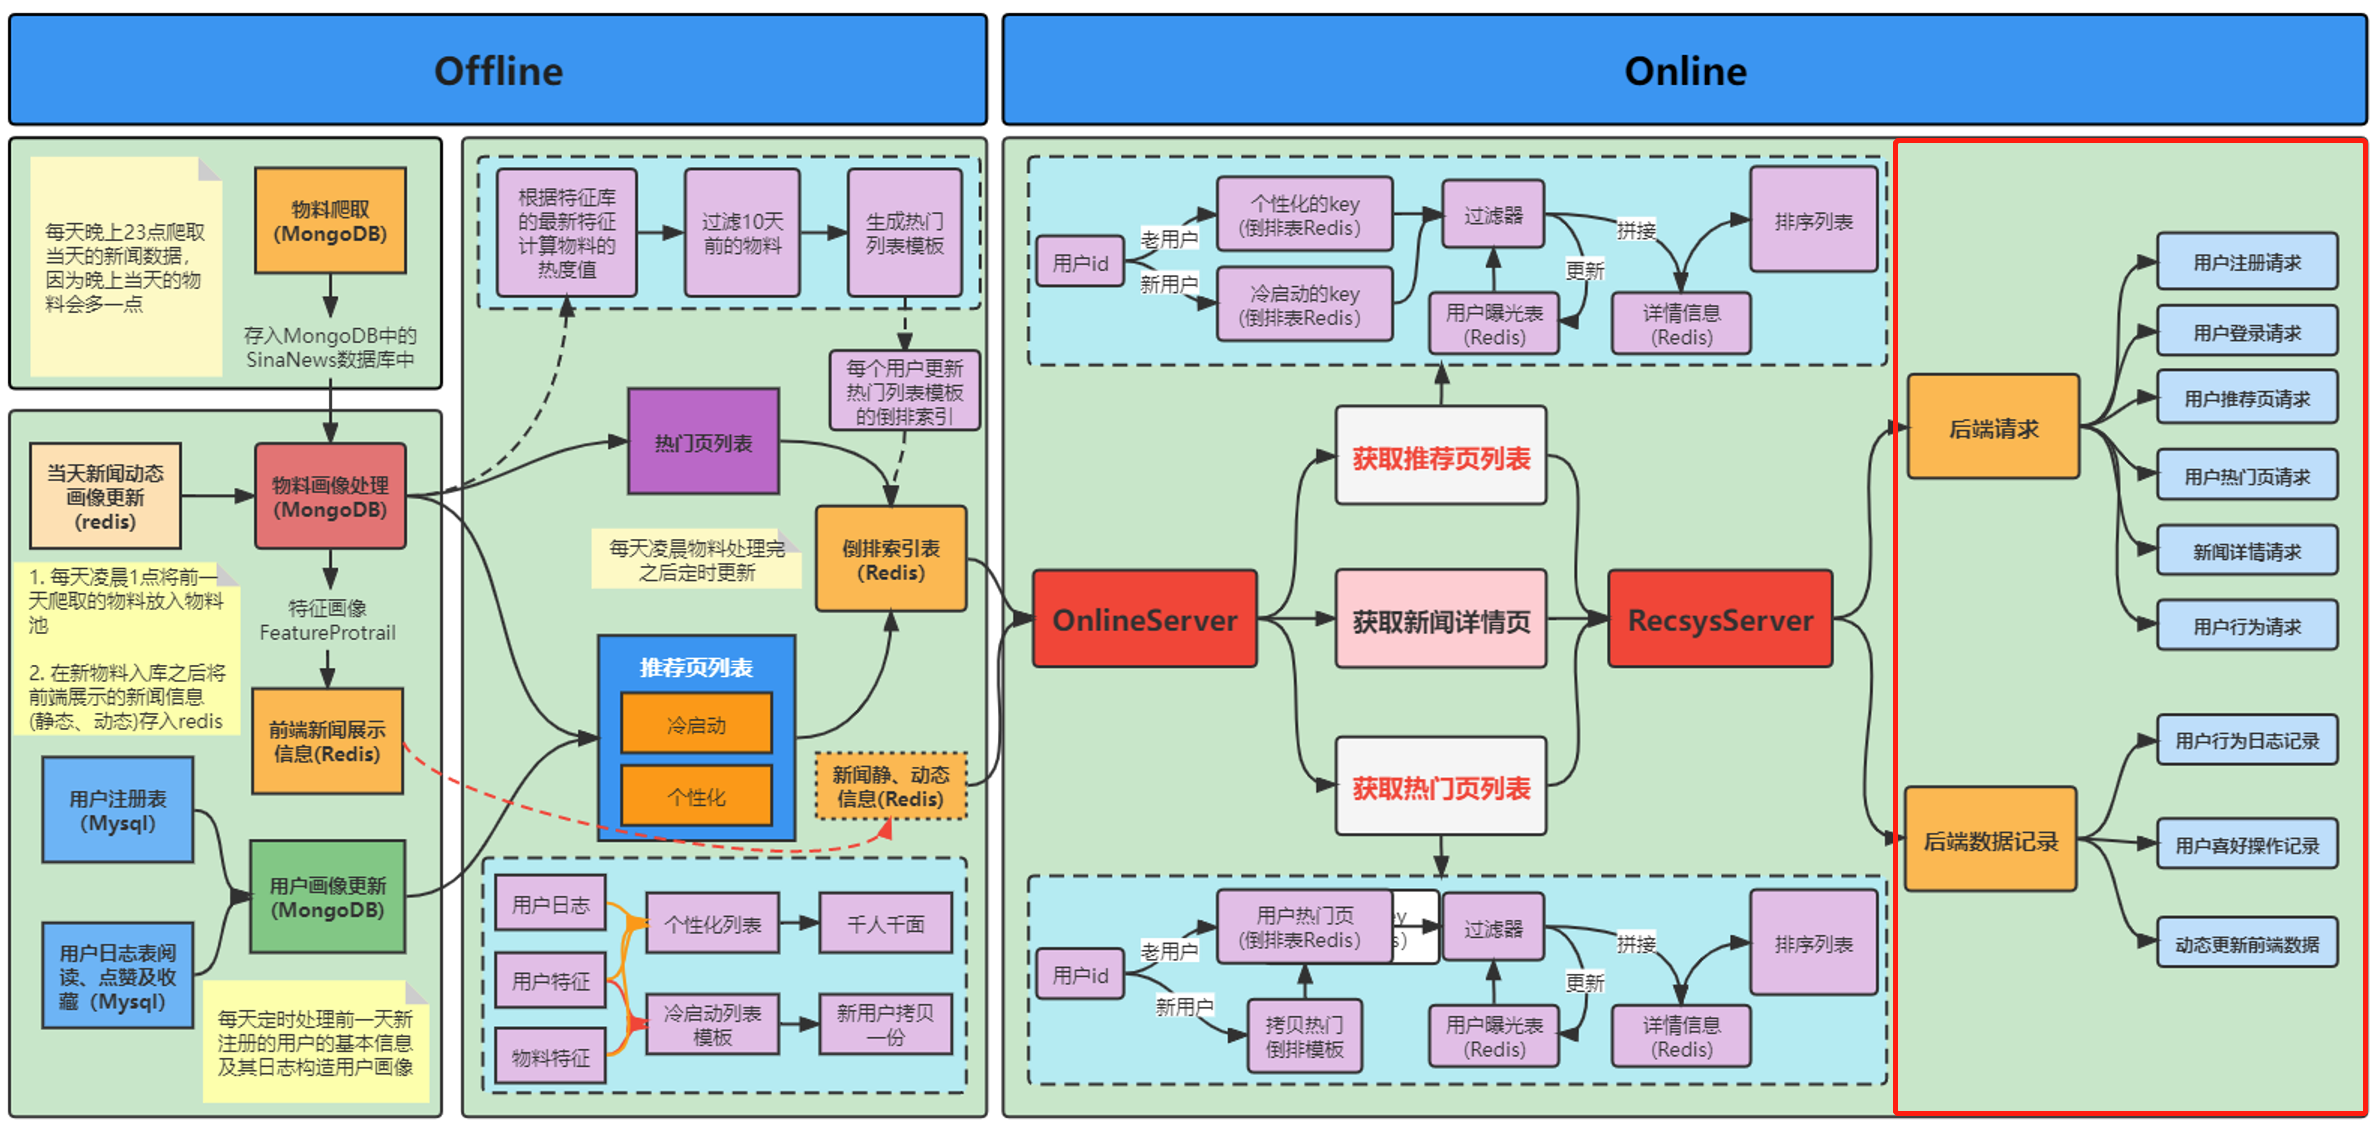 Offline
Online
每天晚上23点爬取
当天的新闻数据,
因为晚上当天的物
料会多一点
物料爬取
(MongoDB)
存入MongoDB中的
SinaNews数据库中
当天新闻动态
画像更新
(redis)
物料画像处理
(MongoDB)
1. 每天凌晨1点将前一
天爬取的物料放入物料
池
2. 在新物料入库之后将
前端展示的新闻信息
(静态、动态)存入redis
特征画像
FeatureProtrail
前端新闻展示
信息(Redis)
用户注册表
(Mysql)
用户日志表阅
读、点赞及收
藏（Mysql)
用户画像更新
(MongoDB)
每天定时处理前一天新
注册的用户的基本信息
及其日志构造用户画像
根据特征库
的最新特征
计算物料的
热度值
过滤10天
前的物料
生成热门
列表模板
每个用户更新
热门列表模板
的倒排索引
热门页列表
每天凌晨物料处理完
之后定时更新
倒排索引表
(Redis)
推荐页列表
冷启动
个性化
新闻静、动态
信息(Redis)
用户日志
用户特征
物料特征
个性化列表
千人千面
冷启动列表
模板
新用户拷贝
一份
用户id
老用户
新用户
个性化的key
(倒排表Redis)
冷启动的key
(倒排表Redis)
过滤器
更新
用户曝光表
(Redis)
拼接
详情信息
(Redis)
排序列表
OnlineServer
获取推荐页列表
获取新闻详情页
获取热门页列表
RecsysServer
用户id
老用户
新用户
用户热门页
(倒排表Redis)
ey
s)
拷贝热门
倒排模板
过滤器
更新
用户曝光表
(Redis)
拼接
详情信息
(Redis)
排序列表
后端请求
用户注册请求
用户登录请求
用户推荐页请求
用户热门页请求
新闻详情请求
用户行为请求
后端数据记录
用户行为日志记录
用户喜好操作记录
动态更新前端数据